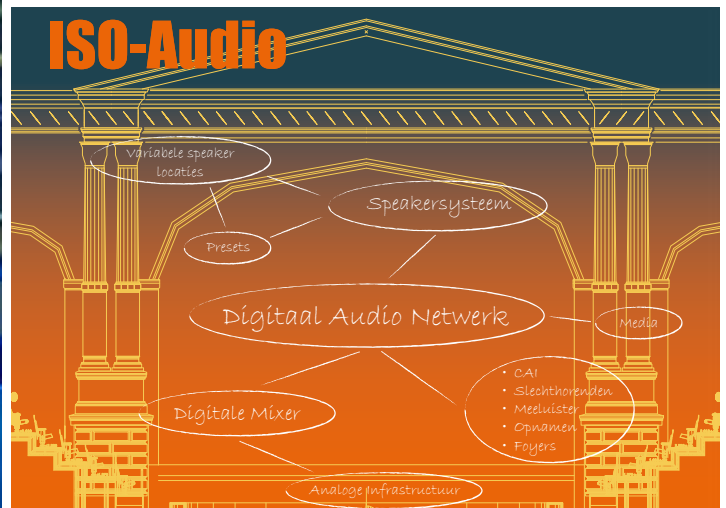 ISO-Audio
Variabele speaker
locaties
Speakersysteem
Presets
Digitaal Audio Netwerk
Media
• CAI
• Slechthorenden
• Meeluister
• Opnamen
• Foyers
Digitale Mixer
Analoge Infrastructuur